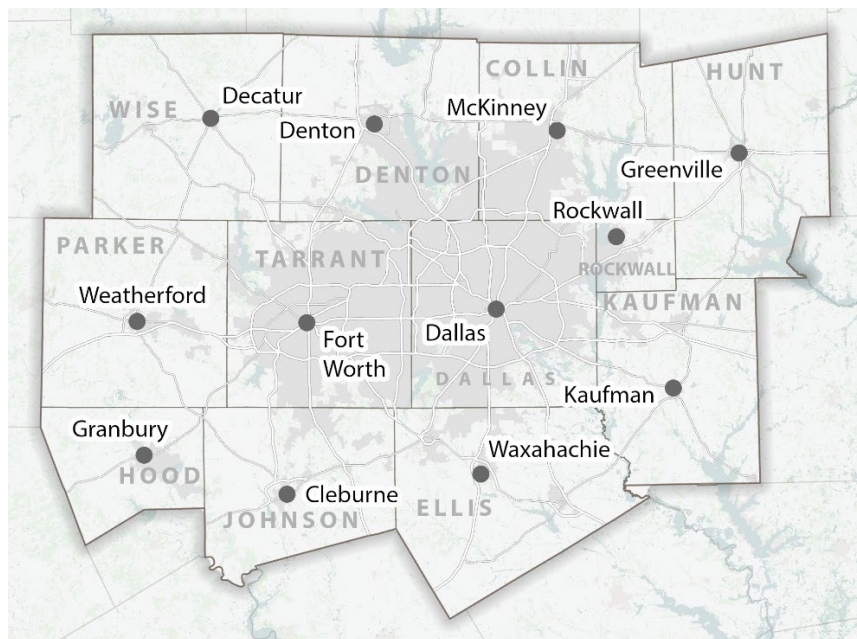 COLLIN
HUNT
WISE
Decatur
McKinney
Denton
Greenville
DENTON
Rockwall
PARKER
TARRANT
ROCKWALL
Weatherford
KAUFMAN
Fort
Worth
Dallas
DALLAS
Kaufman
Granbury
Waxahachie
HOOD
Cleburne
ELLIS
JOHNSON